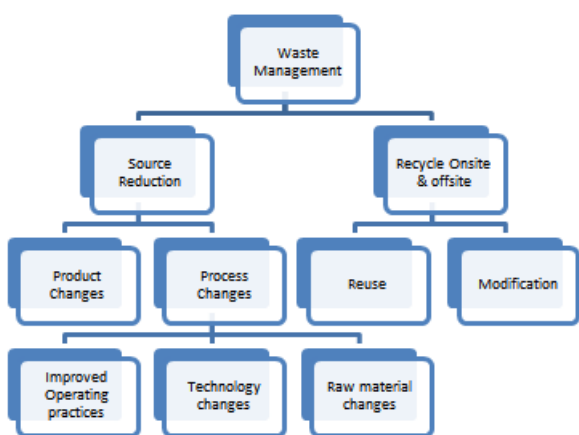 Waste
Management
Source
Reduction
Recycle Onsite
& offsite
Product
Changes
Process
Changes
Reuse
Modification
Improved
Operating
practices
Technology
changes
Raw material
changes